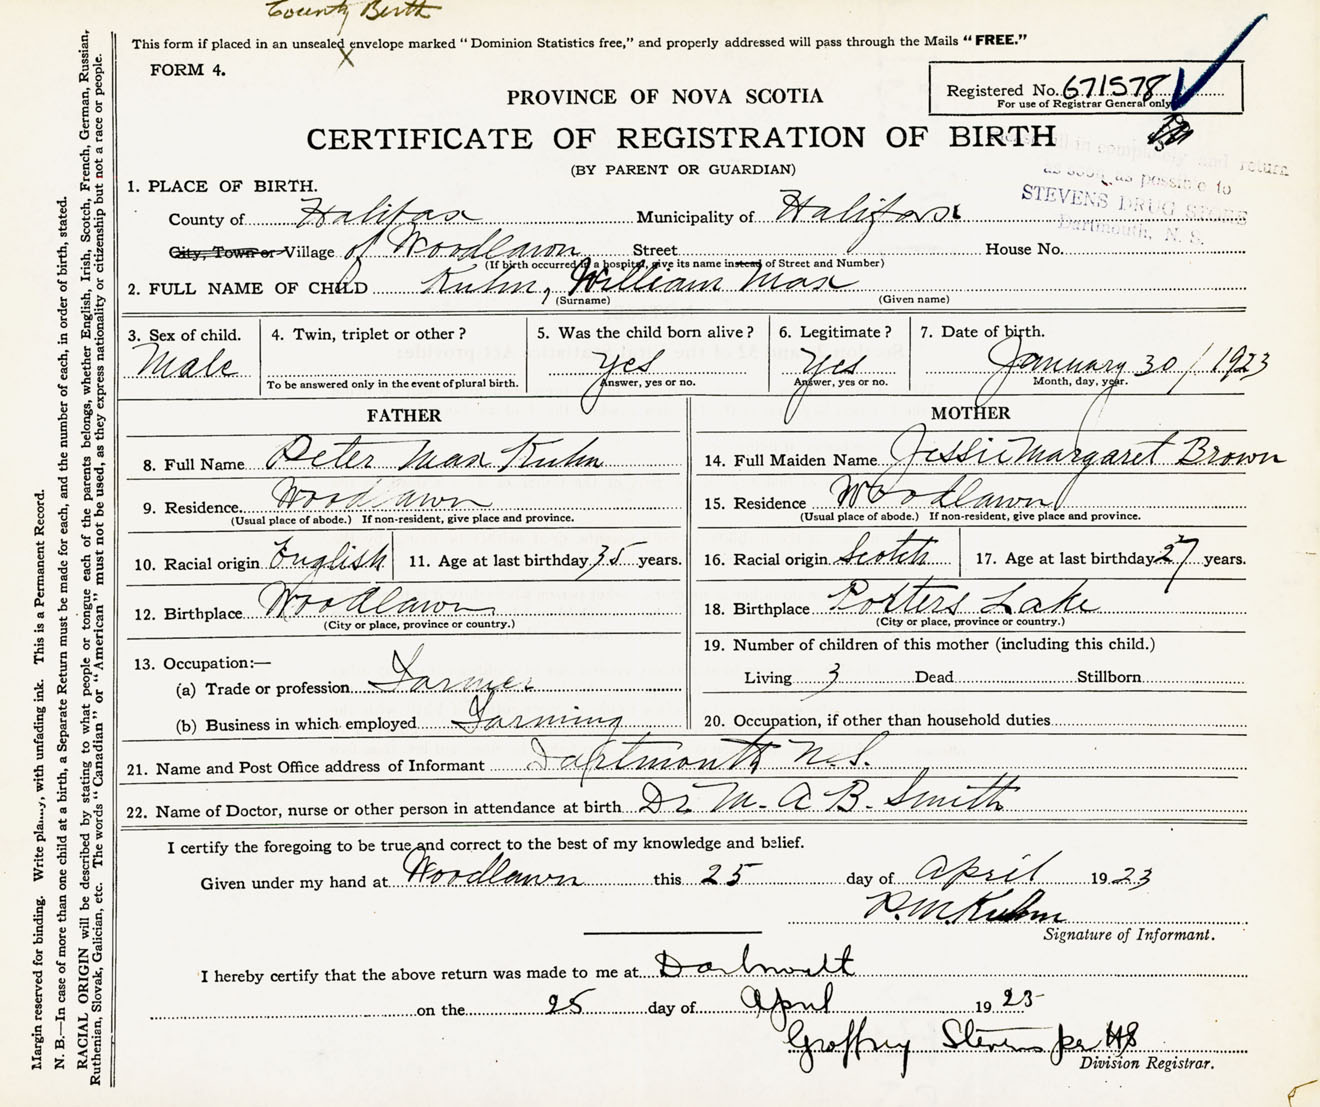 County Birth
This form if placed in an unsealed envelope marked "Dominion Statistics free," and properly addressed will pass through the Mails "FREE."
FORM 4.
Registered No. 671578
For use of Registrar General only
PROVINCE OF NOVA SCOTIA
CERTIFICATE OF REGISTRATION OF BIRTH
(BY PARENT OR GUARDIAN)
fill in completely and return
as soon as possible to
STEVENS DRUG STORE
Dartmouth, N. S.
1. PLACE OF BIRTH.
County of Halifax Municipality of Halifax
City, Town or Village of Woodlawn Street House No.
(If birth occurred in a hospital, give its name instead of Street and Number)
2. FULL NAME OF CHILD Kuhn, William Max
(Surname) (Given name)
3. Sex of child. 4. Twin, triplet or other? 5. Was the child born alive? 6. Legitimate? 7. Date of birth.
Male Yes Yes January 30 / 1923
To be answered only in the event of plural birth. Answer, yes or no. Answer, yes or no. Month, day, year.
FATHER MOTHER
8. Full Name Peter Max Kuhn 14. Full Maiden Name Jessie Margaret Brown
9. Residence Woodlawn 15. Residence Woodlawn
(Usual place of abode.) If non-resident, give place and province. (Usual place of abode.) If non-resident, give place and province.
10. Racial origin English 11. Age at last birthday 35 years. 16. Racial origin Scotch 17. Age at last birthday 27 years.
12. Birthplace Woodlawn 18. Birthplace Porters Lake
(City or place, province or country.) (City or place, province or country.)
13. Occupation:— 19. Number of children of this mother (including this child.)
(a) Trade or profession Farmer Living 3 Dead Stillborn
(b) Business in which employed Farming 20. Occupation, if other than household duties
21. Name and Post Office address of Informant Dartmouth N.S.
22. Name of Doctor, nurse or other person in attendance at birth Dr M. A B. Smith
I certify the foregoing to be true and correct to the best of my knowledge and belief.
Given under my hand at Woodlawn this 25 day of April 1923
P.M. Kuhn
Signature of Informant.
I hereby certify that the above return was made to me at Dartmouth
on the 25 day of April 1923
Geoffrey Stevens per HS
Division Registrar.
Margin reserved for binding. Write with unfading ink. This is a Permanent Record.
N. B.—In case of more than one child at a birth, a Separate Return must be made for each, and the number of each, in order of birth, stated.
RACIAL ORIGIN will be described by stating to what people or tongue each of the parents belongs, whether English, Irish, Scotch, French, German, Russian,
Ruthenian, Slovak, Galician, etc. The words "Canadian" or "American" must not be used, as they express nationality or citizenship but not a race or people.